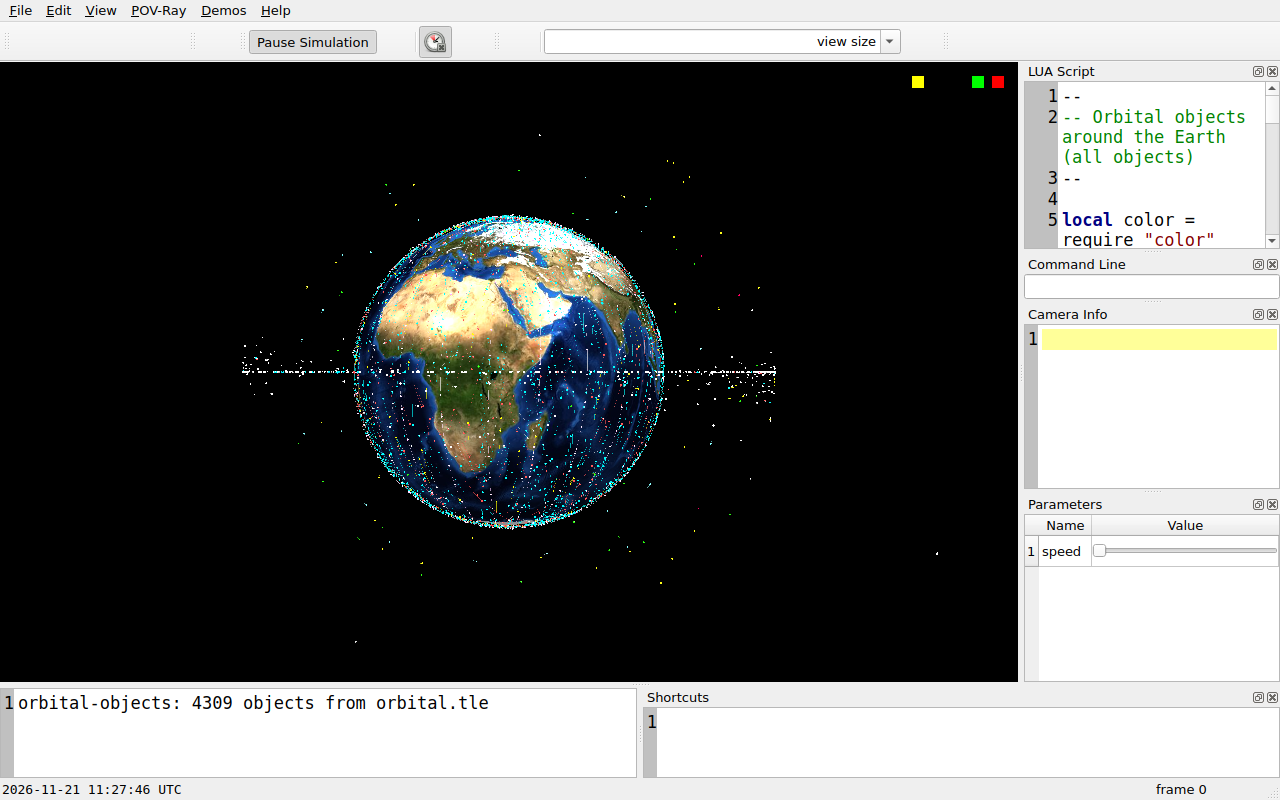 File Edit View POV-Ray Demos Help
Pause Simulation
view size
LUA Script
1 --
2 -- Orbital objects
around the Earth
(all objects)
3 --
4
5 local color =
require "color"
Command Line
Camera Info
1
Parameters
Name Value
1 speed
1 orbital-objects: 4309 objects from orbital.tle
Shortcuts
1
2026-11-21 11:27:46 UTC
frame 0